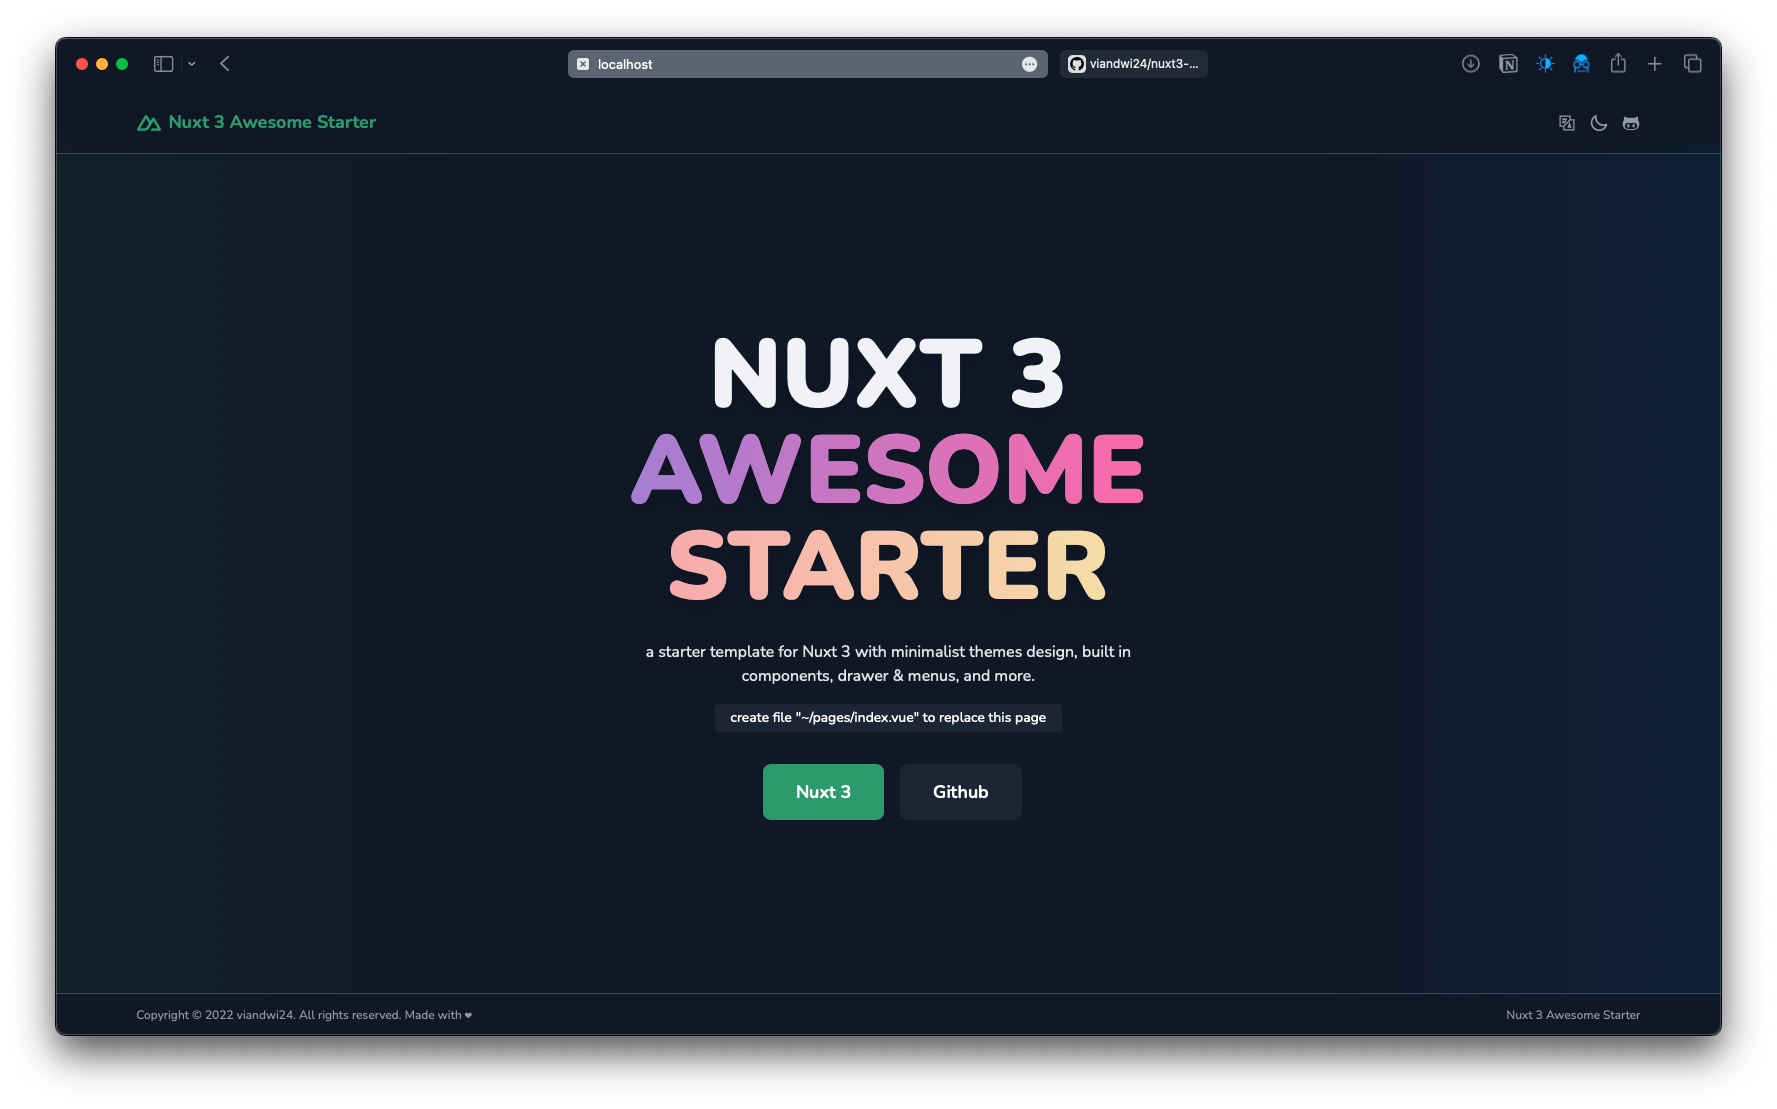 localhost
viandwi24/nuxt3-...
Nuxt 3 Awesome Starter
NUXT 3
AWESOME
STARTER
a starter template for Nuxt 3 with minimalist themes design, built in
components, drawer & menus, and more.
create file "~/pages/index.vue" to replace this page
Nuxt 3
Github
Copyright © 2022 viandwi24. All rights reserved. Made with ❤
Nuxt 3 Awesome Starter